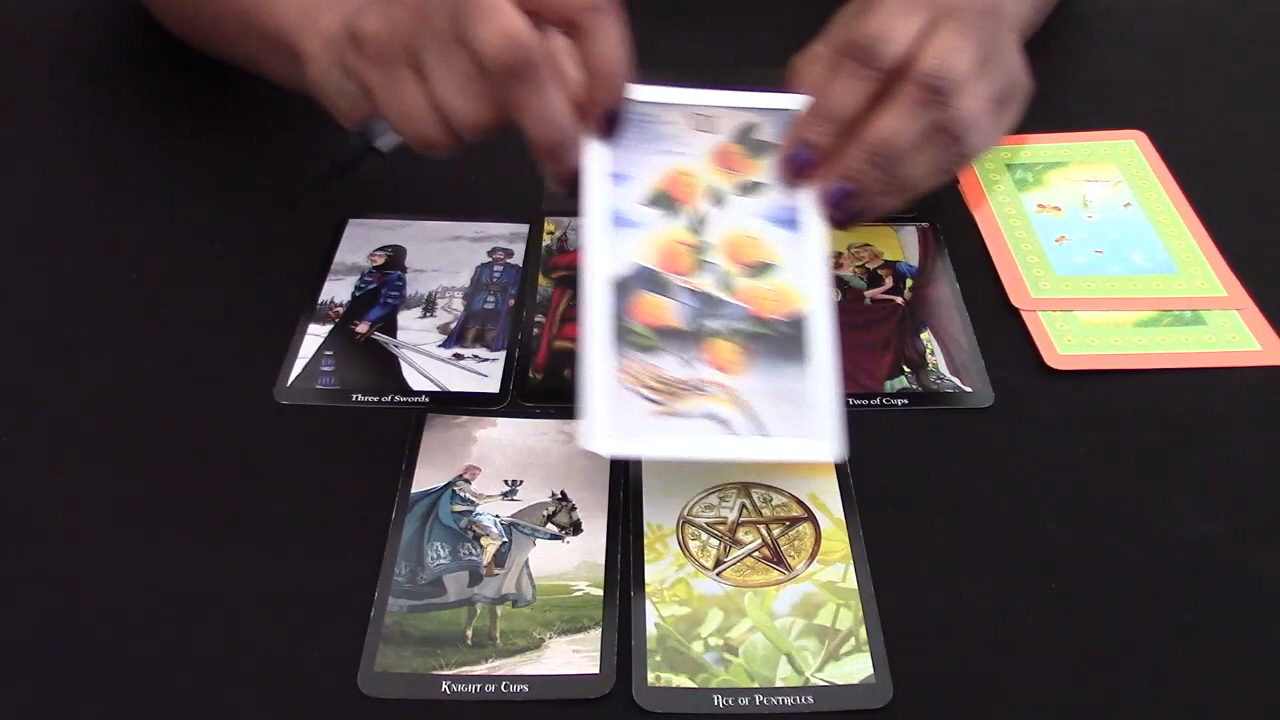 Three of Swords
Two of Cups
Knight of Cups
Ace of Pentacles